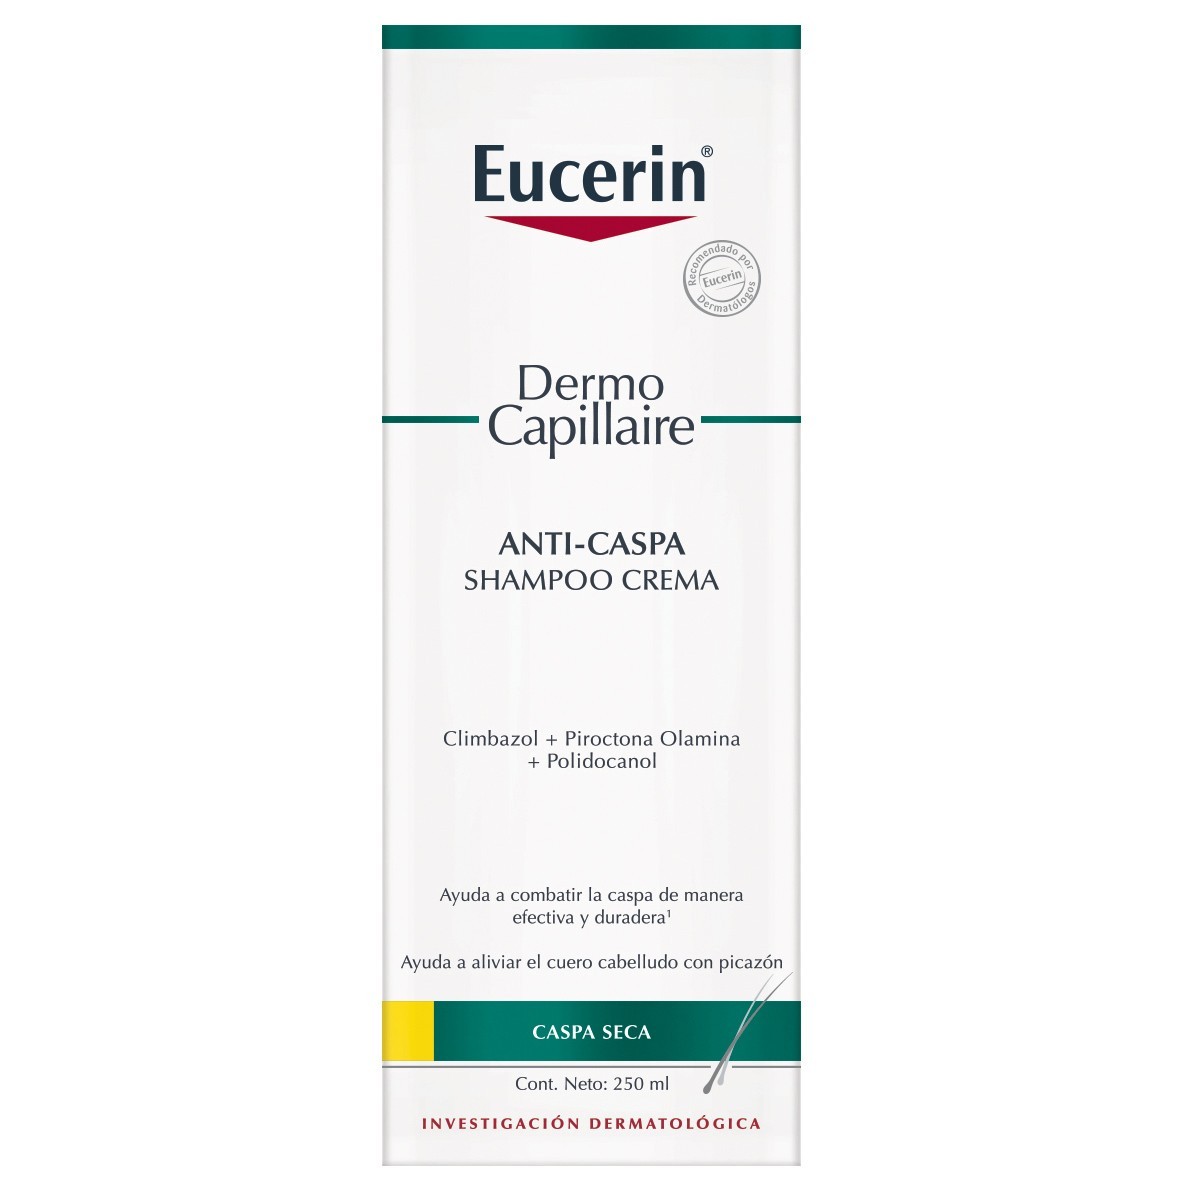 Eucerin®
Recomendado por
Eucerin
Dermatólogos
Dermo
Capillaire
ANTI-CASPA
SHAMPOO CREMA
Climbazol + Piroctona Olamina
+ Polidocanol
Ayuda a combatir la caspa de manera
efectiva y duradera¹
Ayuda a aliviar el cuero cabelludo con picazón
CASPA SECA
Cont. Neto: 250 ml
INVESTIGACIÓN DERMATOLÓGICA